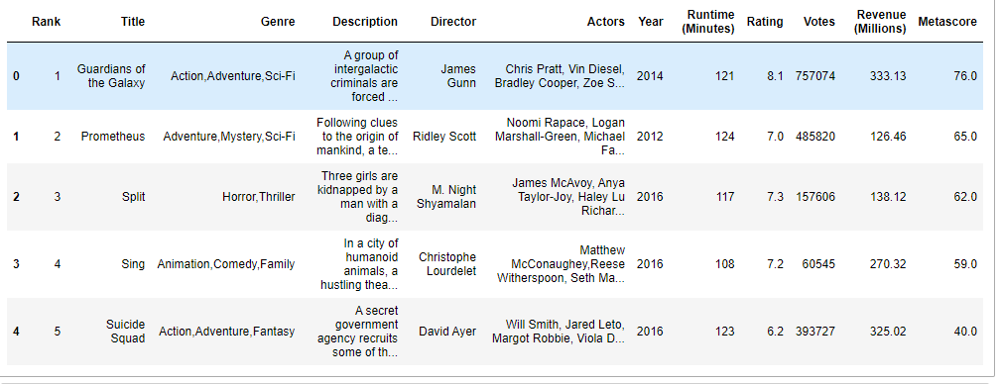 Rank Title Genre Description Director Actors Year Runtime (Minutes) Rating Votes Revenue (Millions) Metascore
0 1 Guardians of the Galaxy Action,Adventure,Sci-Fi A group of intergalactic criminals are forced ... James Gunn Chris Pratt, Vin Diesel, Bradley Cooper, Zoe S... 2014 121 8.1 757074 333.13 76.0
1 2 Prometheus Adventure,Mystery,Sci-Fi Following clues to the origin of mankind, a te... Ridley Scott Noomi Rapace, Logan Marshall-Green, Michael Fa... 2012 124 7.0 485820 126.46 65.0
2 3 Split Horror,Thriller Three girls are kidnapped by a man with a diag... M. Night Shyamalan James McAvoy, Anya Taylor-Joy, Haley Lu Richar... 2016 117 7.3 157606 138.12 62.0
3 4 Sing Animation,Comedy,Family In a city of humanoid animals, a hustling thea... Christophe Lourdelet Matthew McConaughey,Reese Witherspoon, Seth Ma... 2016 108 7.2 60545 270.32 59.0
4 5 Suicide Squad Action,Adventure,Fantasy A secret government agency recruits some of th... David Ayer Will Smith, Jared Leto, Margot Robbie, Viola D... 2016 123 6.2 393727 325.02 40.0